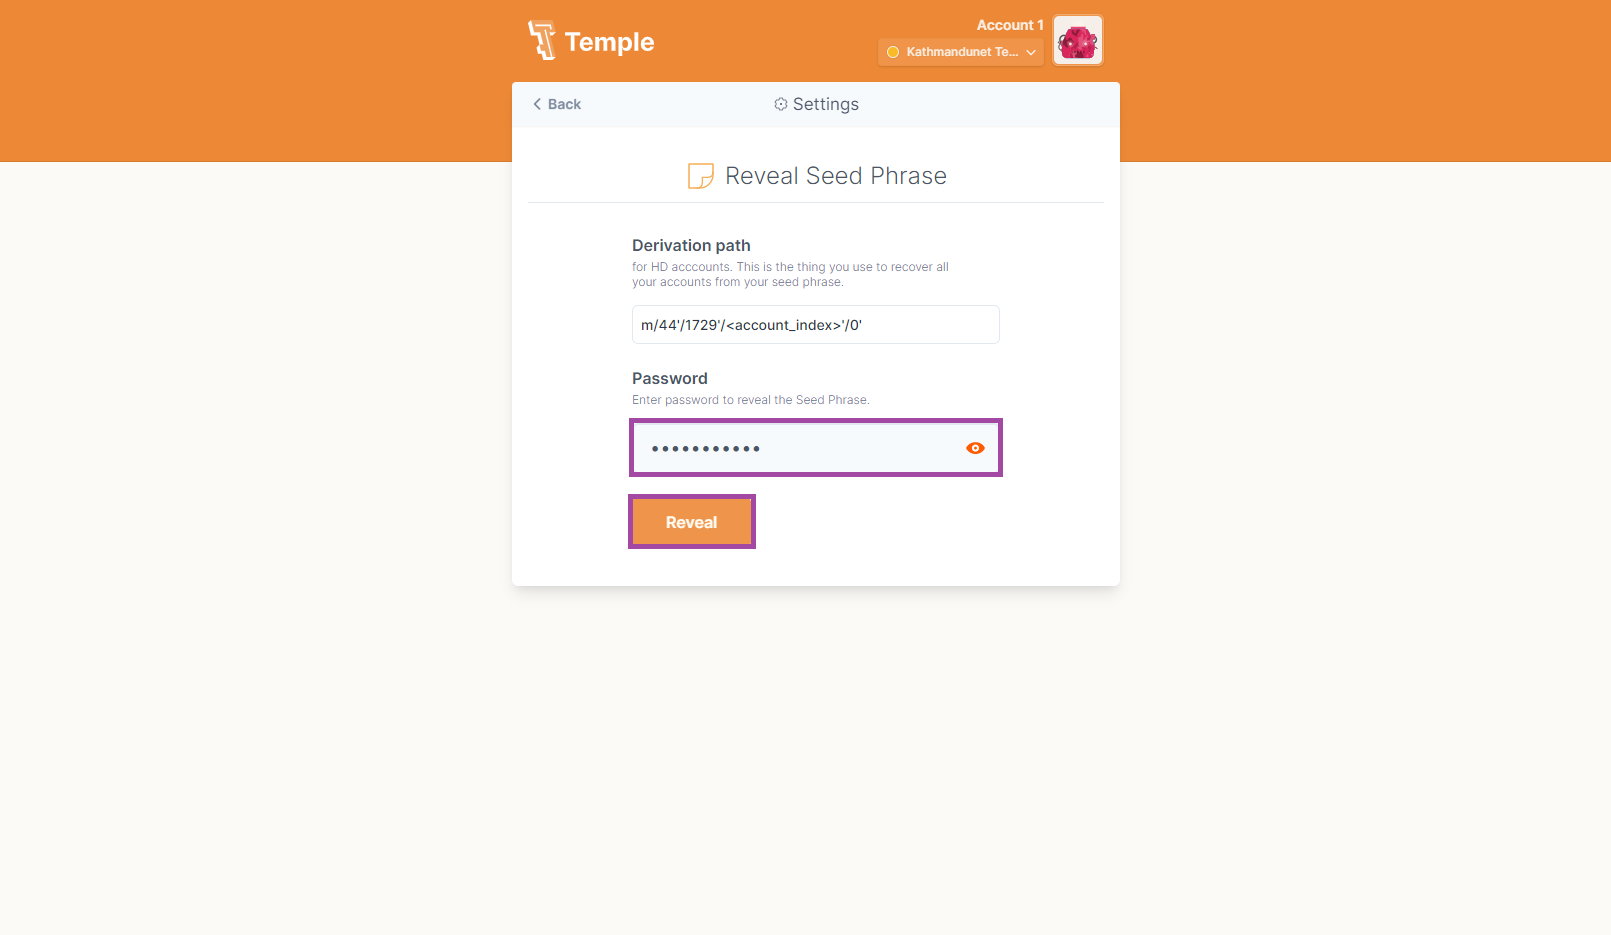 Temple
Account 1
Kathmandunet Te...
Back
Settings
Reveal Seed Phrase
Derivation path
for HD acccounts. This is the thing you use to recover all
your accounts from your seed phrase.
m/44'/1729'/<account_index>'/0'
Password
Enter password to reveal the Seed Phrase.
•••••••••••
Reveal